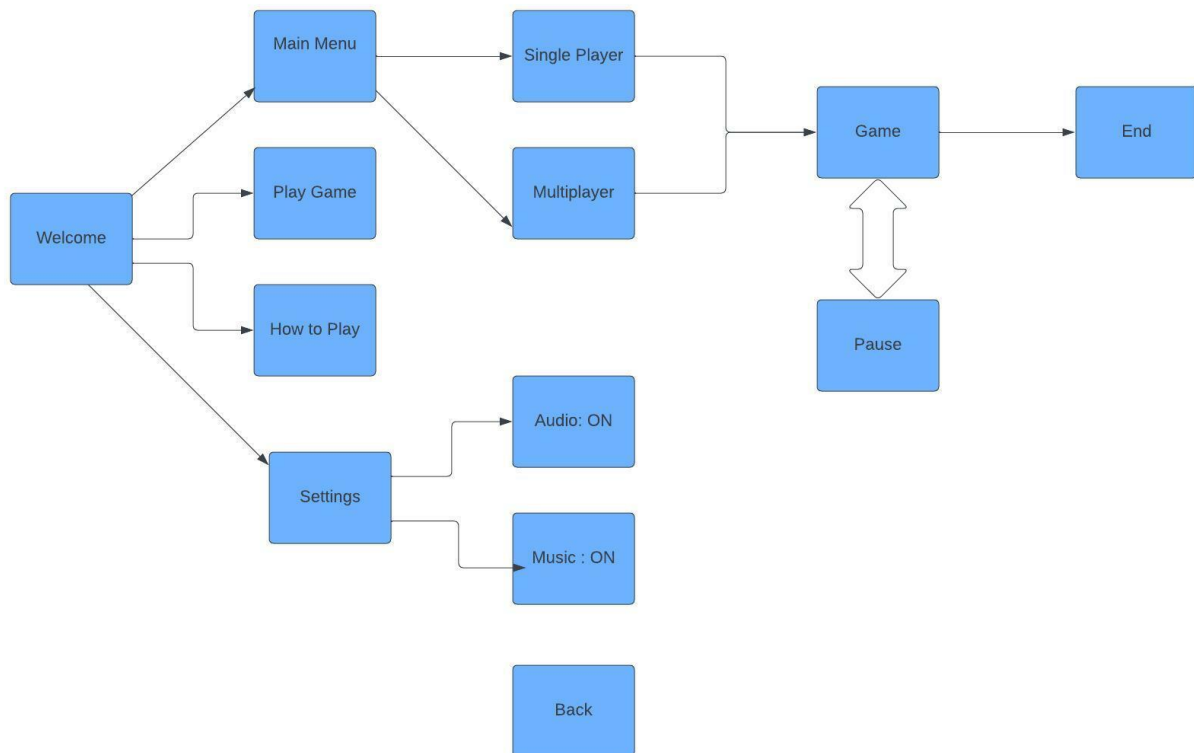 Main Menu
Single Player
Game
End
Play Game
Multiplayer
Welcome
How to Play
Pause
Audio: ON
Settings
Music : ON
Back